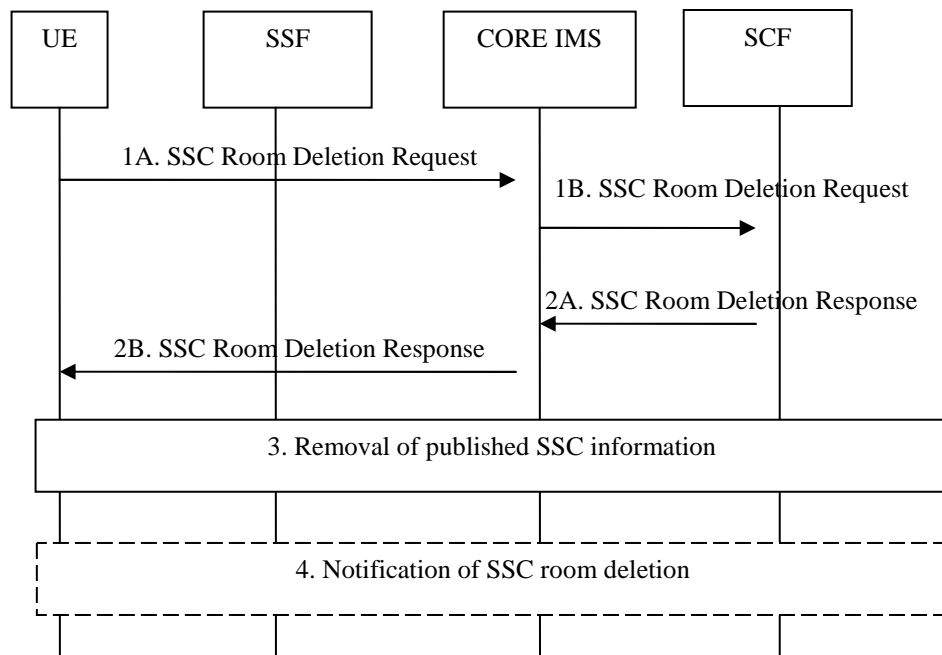 UE
SSF
CORE IMS
SCF
1A. SSC Room Deletion Request
1B. SSC Room Deletion Request
2A. SSC Room Deletion Response
2B. SSC Room Deletion Response
3. Removal of published SSC information
4. Notification of SSC room deletion